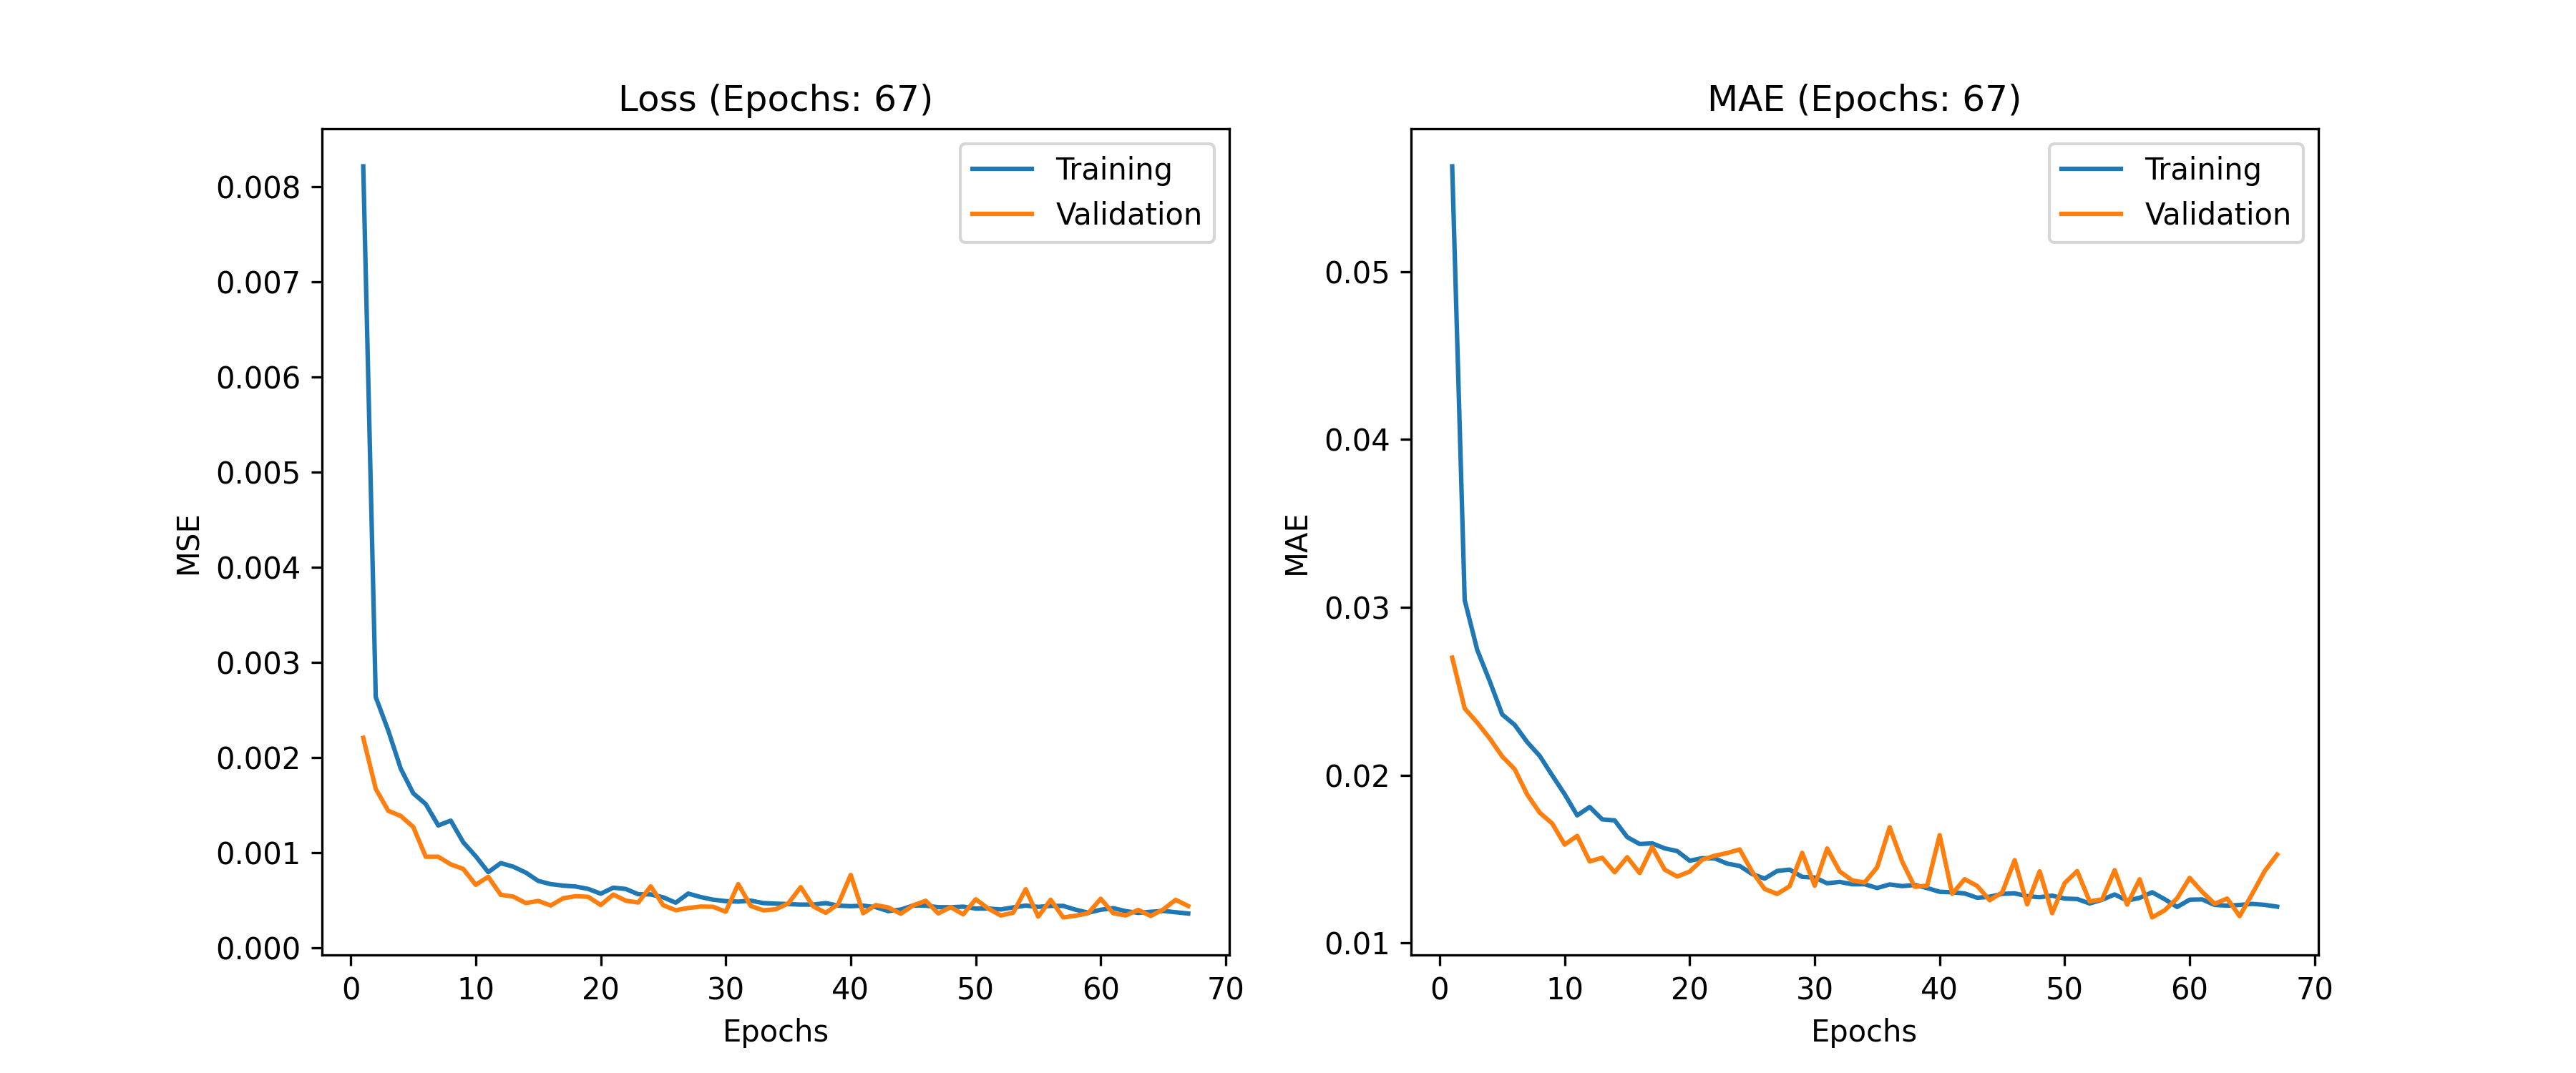 Loss (Epochs: 67)
Training
Validation
0.008
0.007
0.006
0.005
0.004
0.003
0.002
0.001
0.000
MSE
0 10 20 30 40 50 60 70
Epochs
MAE (Epochs: 67)
Training
Validation
0.05
0.04
0.03
0.02
0.01
MAE
0 10 20 30 40 50 60 70
Epochs